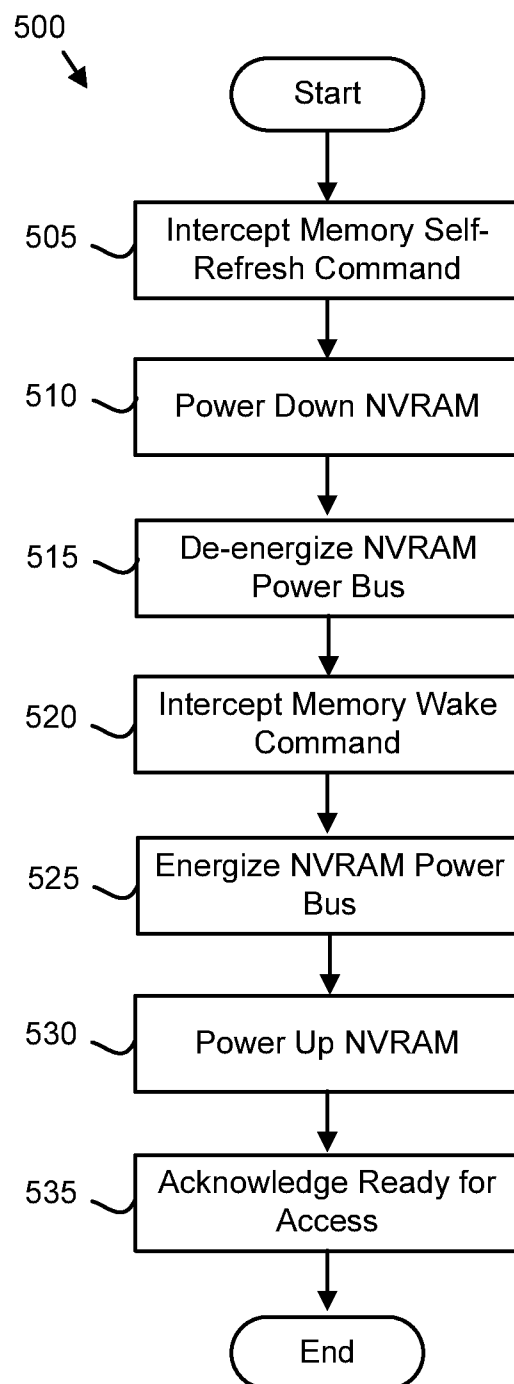 500
Start
505
Intercept Memory Self-
Refresh Command
510
Power Down NVRAM
515
De-energize NVRAM
Power Bus
520
Intercept Memory Wake
Command
525
Energize NVRAM Power
Bus
530
Power Up NVRAM
535
Acknowledge Ready for
Access
End